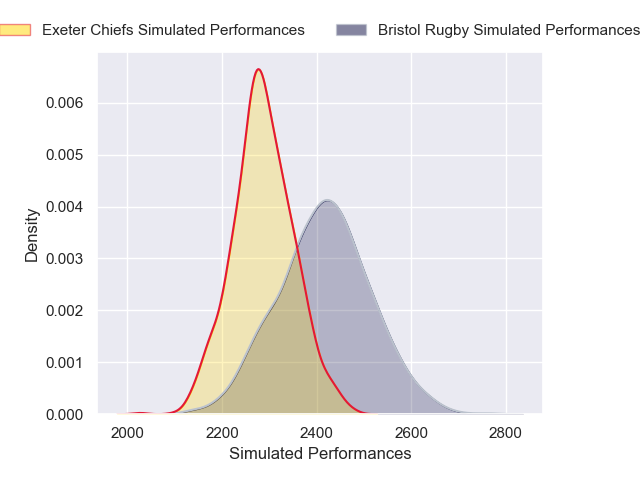 Exeter Chiefs Simulated Performances Bristol Rugby Simulated Performances
0.006
0.005
0.004
0.003
0.002
0.001
0.000
Density
2000 2200 2400 2600 2800
Simulated Performances